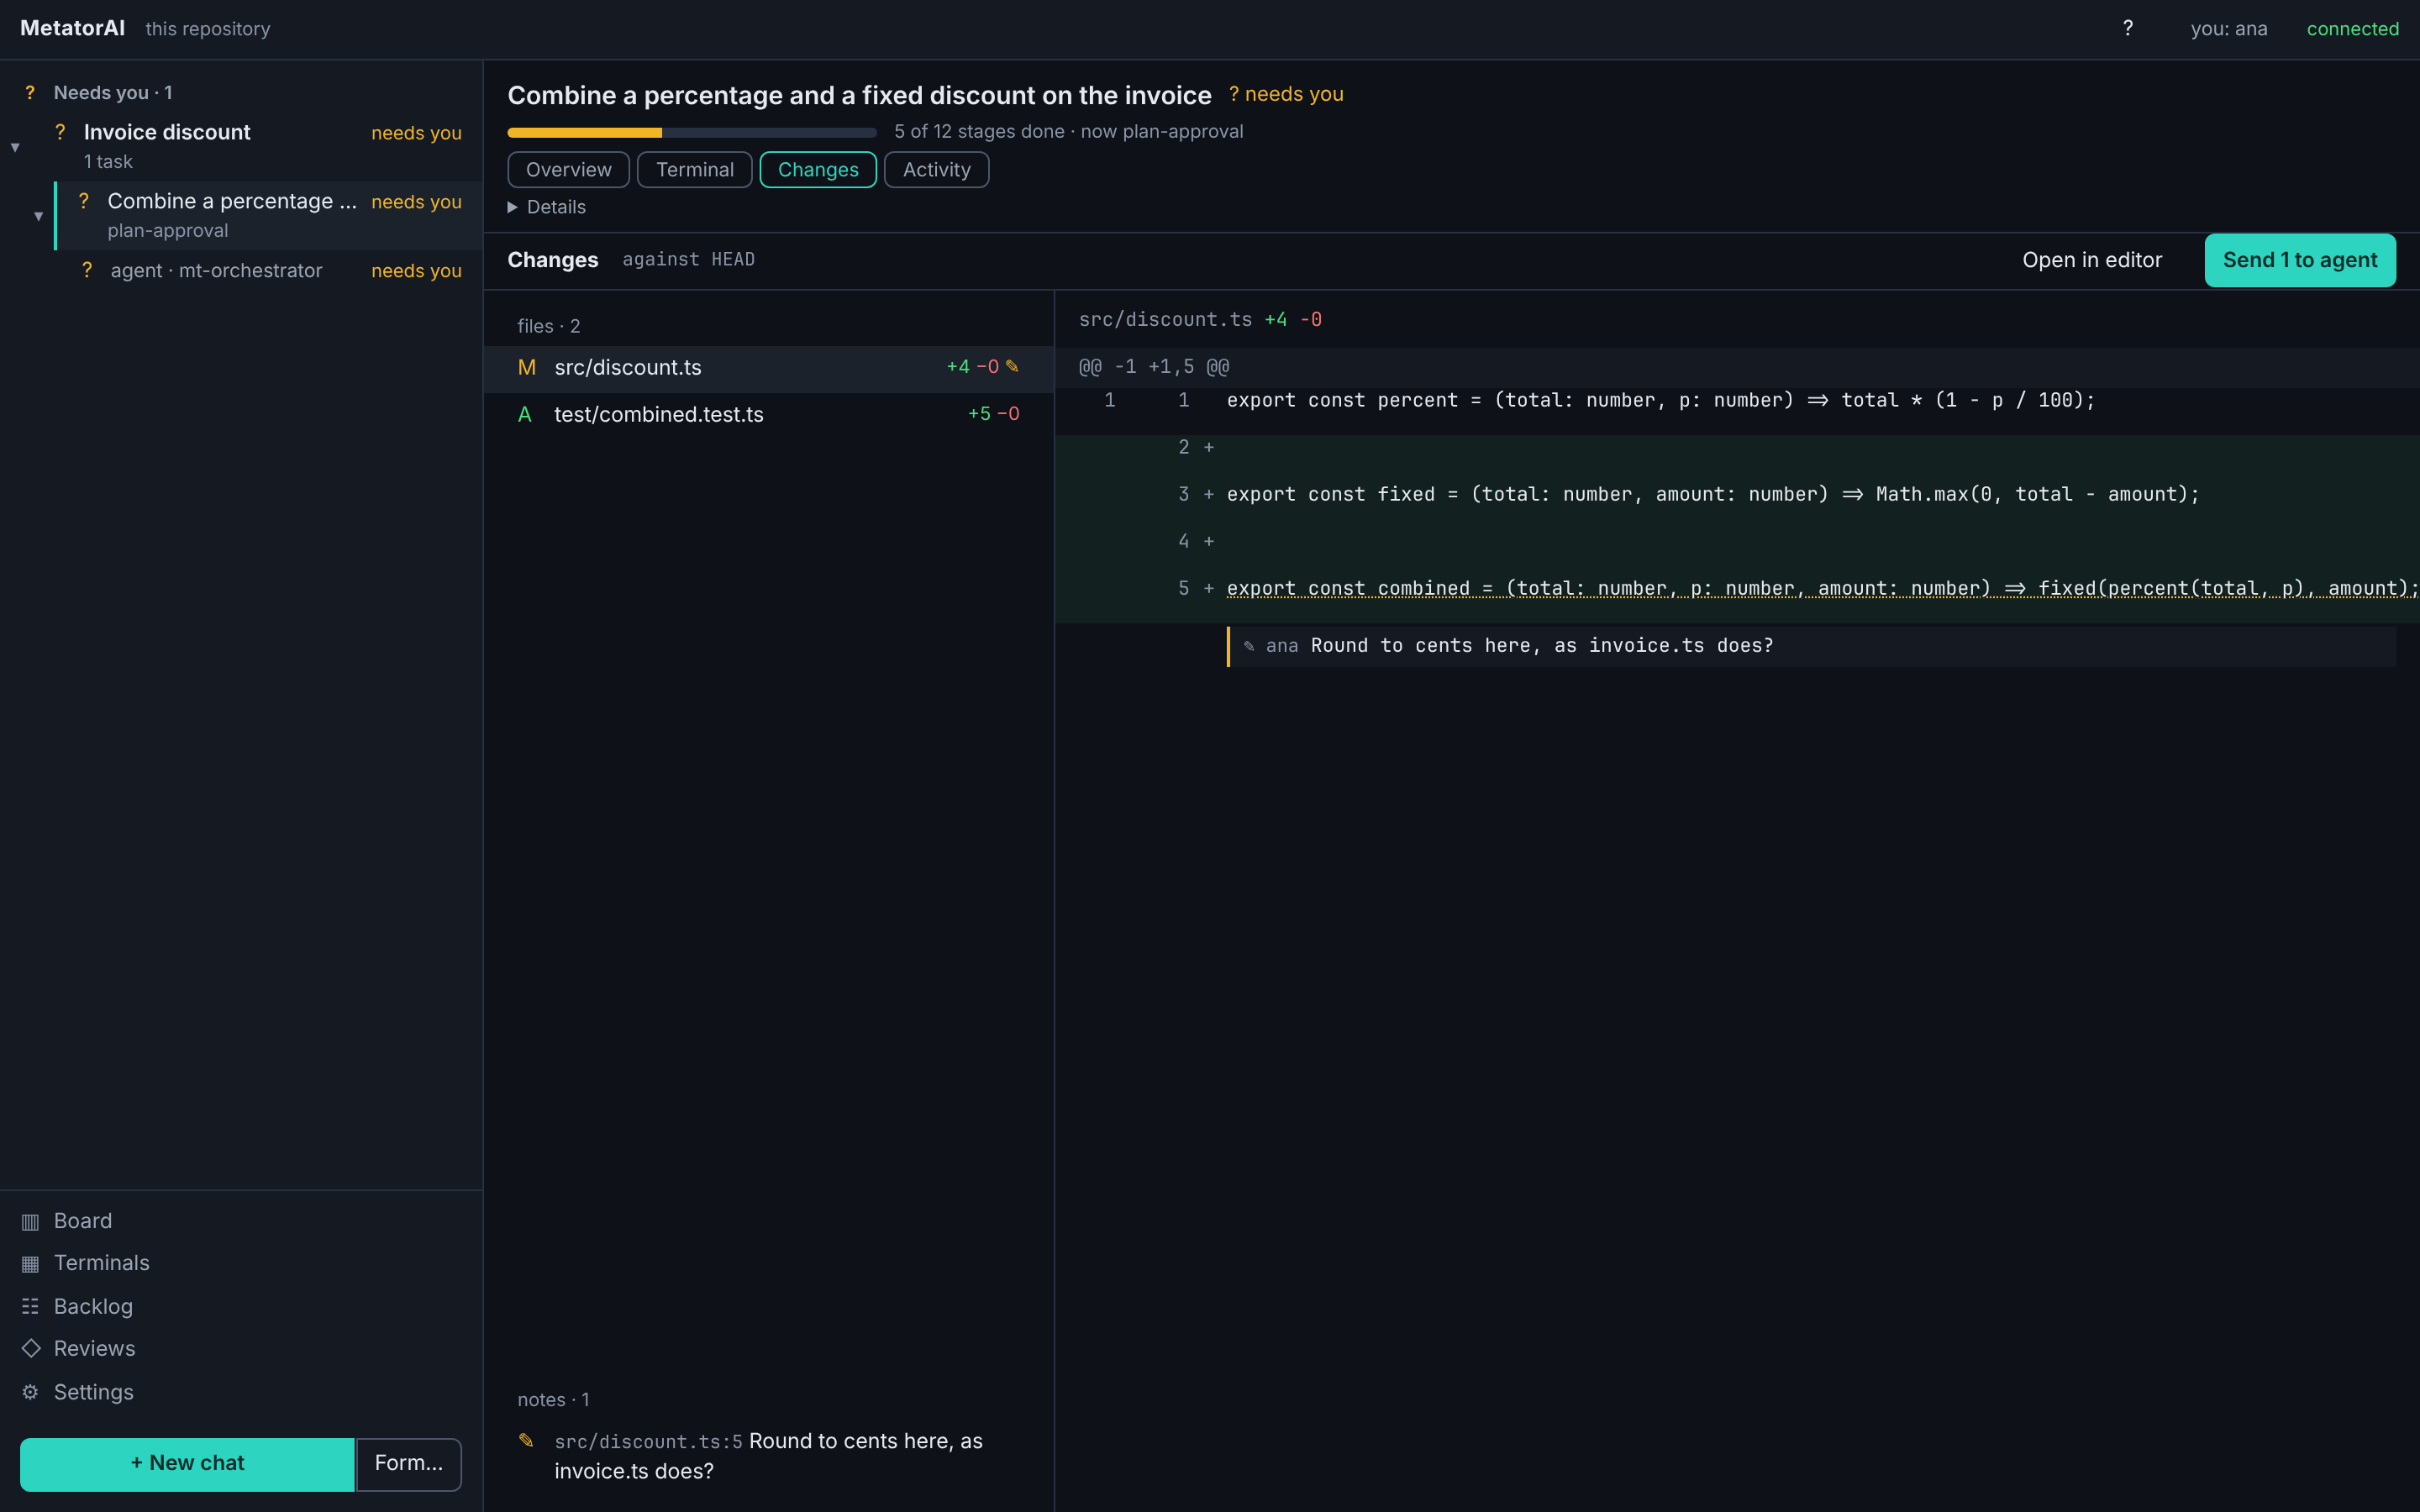 MetatorAI this repository ? you: ana connected
? Needs you · 1
? Invoice discount needs you
1 task
? Combine a percentage ... needs you
plan-approval
? agent · mt-orchestrator needs you
Board
Terminals
Backlog
Reviews
Settings
+ New chat Form...
Combine a percentage and a fixed discount on the invoice ? needs you
5 of 12 stages done · now plan-approval
Overview Terminal Changes Activity
Details
Changes against HEAD Open in editor Send 1 to agent
files · 2
M src/discount.ts +4 −0 ✎
A test/combined.test.ts +5 −0
notes · 1
✎ src/discount.ts:5 Round to cents here, as
invoice.ts does?
src/discount.ts +4 -0
@@ -1 +1,5 @@
1 1 export const percent = (total: number, p: number) => total * (1 - p / 100);
2 +
3 + export const fixed = (total: number, amount: number) => Math.max(0, total - amount);
4 +
5 + export const combined = (total: number, p: number, amount: number) => fixed(percent(total, p), amount);
✎ ana Round to cents here, as invoice.ts does?